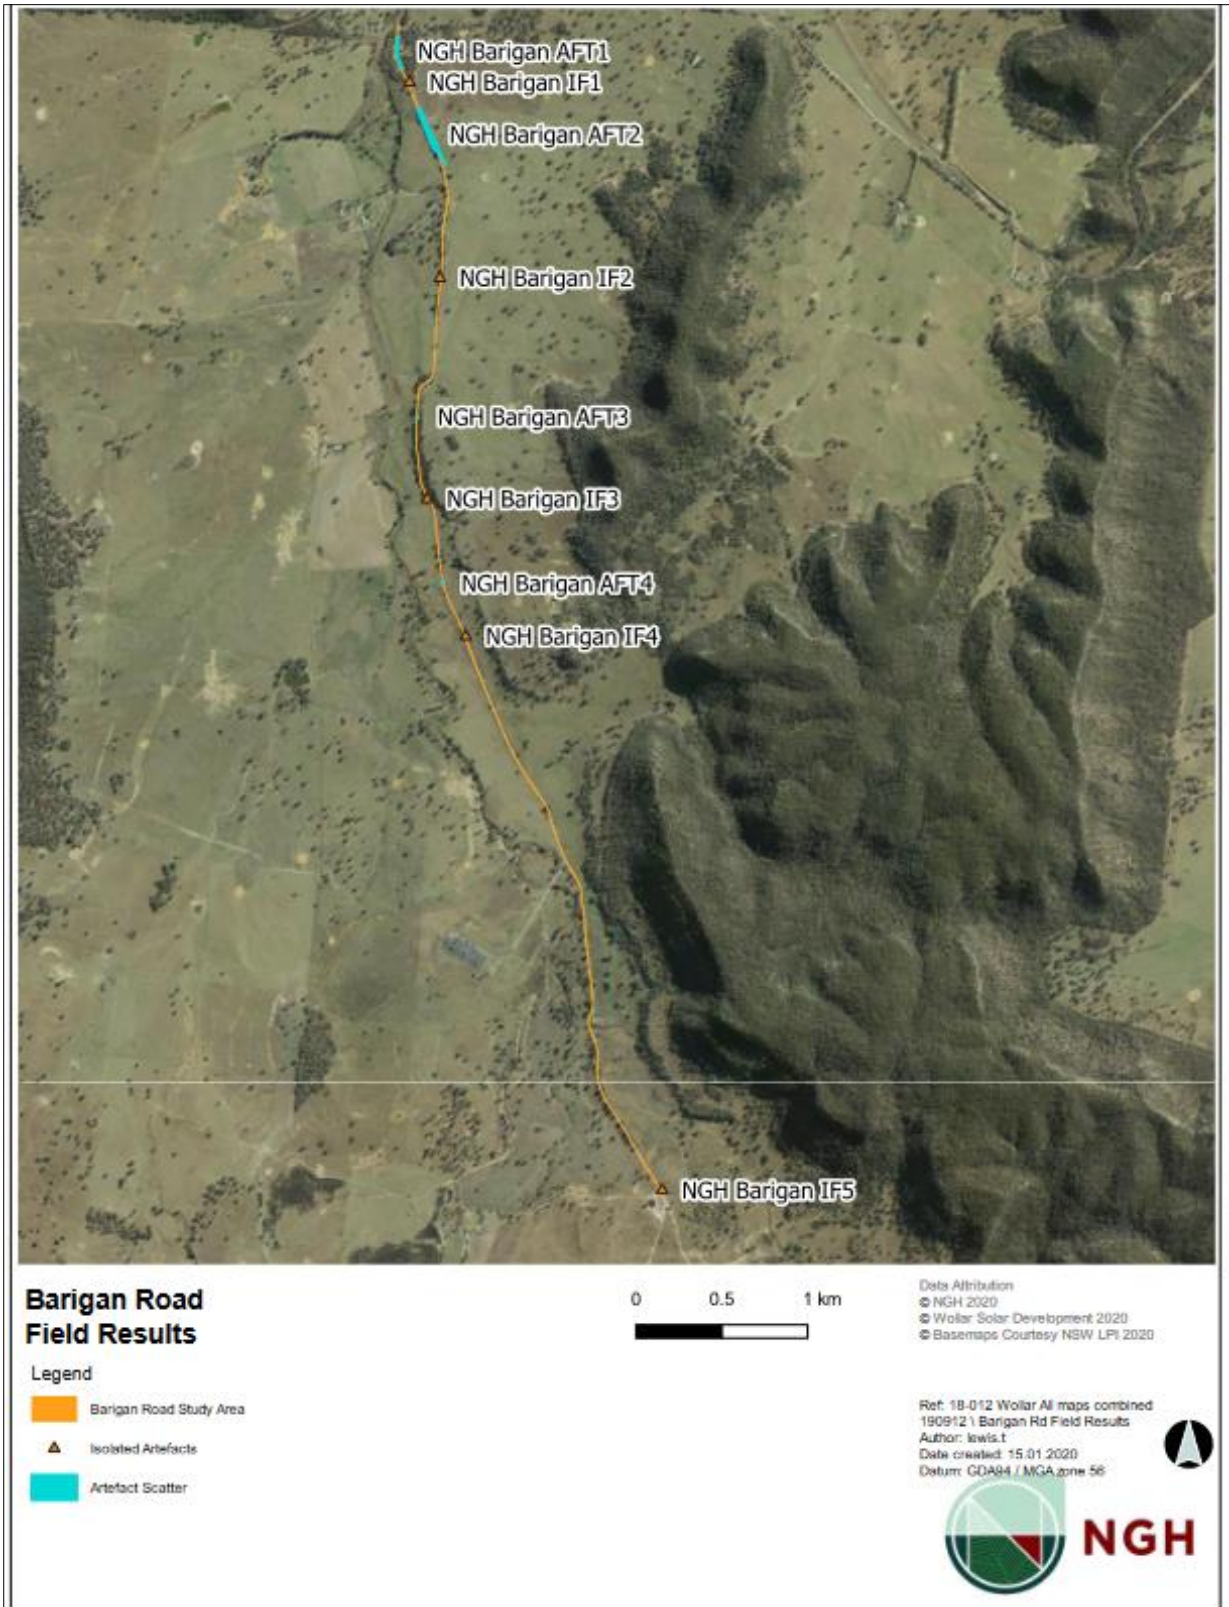 NGH Barigan AFT1
NGH Barigan IF1
NGH Barigan AFT2
NGH Barigan IF2
NGH Barigan AFT3
NGH Barigan IF3
NGH Barigan AFT4
NGH Barigan IF4
NGH Barigan IF5
Barigan Road
Field Results
Legend
Barigan Road Study Area
Isolated Artefacts
Artefact Scatter
0 0.5 1 km
Data Attribution
© NGH 2020
© Wollar Solar Development 2020
© Basemaps Courtesy NSW LPI 2020
Ref: 18-012 Wollar All maps combined
190912 \ Barigan Rd Field Results
Author: lewis.t
Date created: 15.01.2020
Datum: GDA94 / MGA zone 56
NGH